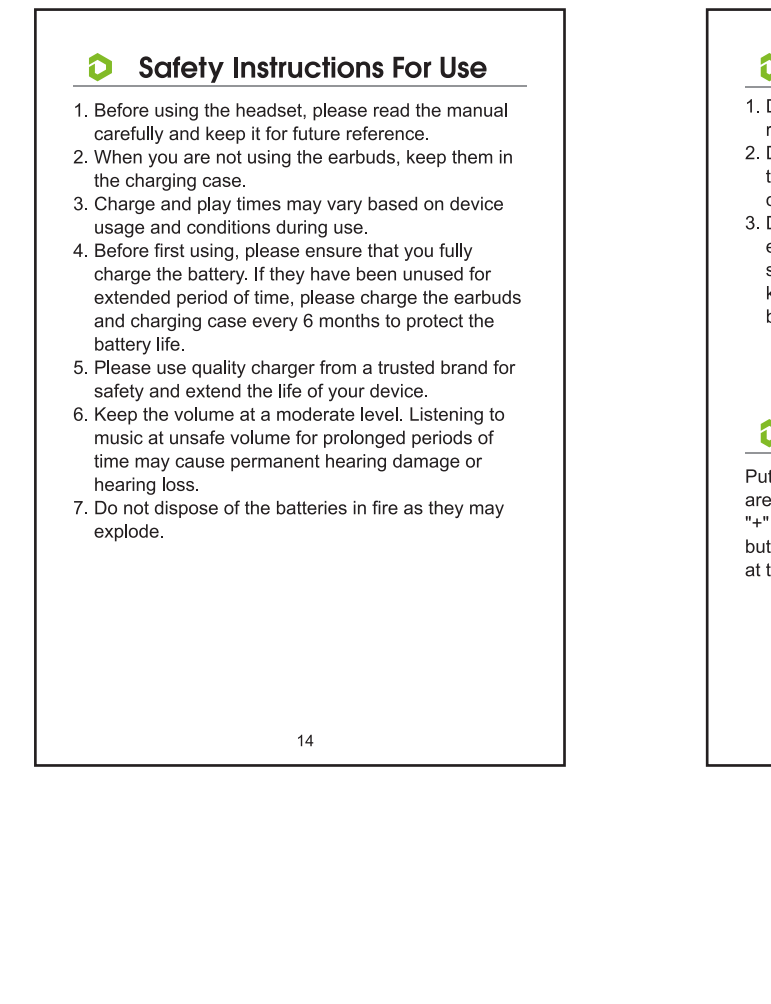 Safety Instructions For Use
1. Before using the headset, please read the manual
carefully and keep it for future reference.
2. When you are not using the earbuds, keep them in
the charging case.
3. Charge and play times may vary based on device
usage and conditions during use.
4. Before first using, please ensure that you fully
charge the battery. If they have been unused for
extended period of time, please charge the earbuds
and charging case every 6 months to protect the
battery life.
5. Please use quality charger from a trusted brand for
safety and extend the life of your device.
6. Keep the volume at a moderate level. Listening to
music at unsafe volume for prolonged periods of
time may cause permanent hearing damage or
hearing loss.
7. Do not dispose of the batteries in fire as they may
explode.
14
1.
2.
3.
Put
are
"+"
but
at t